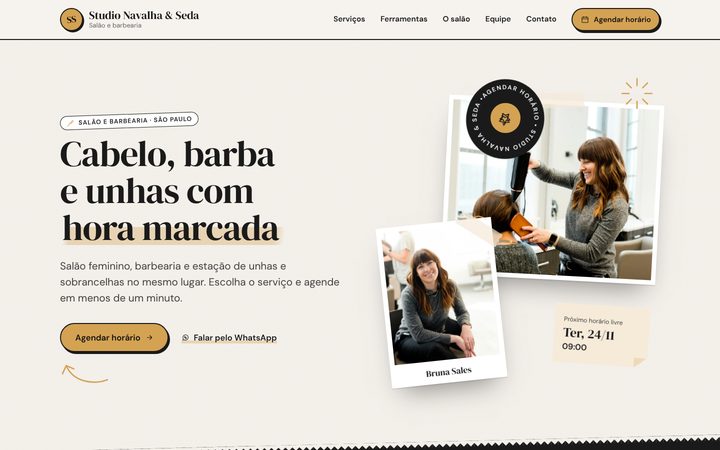 SS
Studio Navalha & Seda
Salão e barbearia
Serviços
Ferramentas
O salão
Equipe
Contato
Agendar horário
SALÃO E BARBEARIA · SÃO PAULO
Cabelo, barba
e unhas com
hora marcada
Salão feminino, barbearia e estação de unhas e
sobrancelhas no mesmo lugar. Escolha o serviço e agende
em menos de um minuto.
Agendar horário →
Falar pelo WhatsApp
AGENDAR HORÁRIO • STUDIO NAVALHA & SEDA •
Bruna Sales
Próximo horário livre
Ter, 24/11
09:00